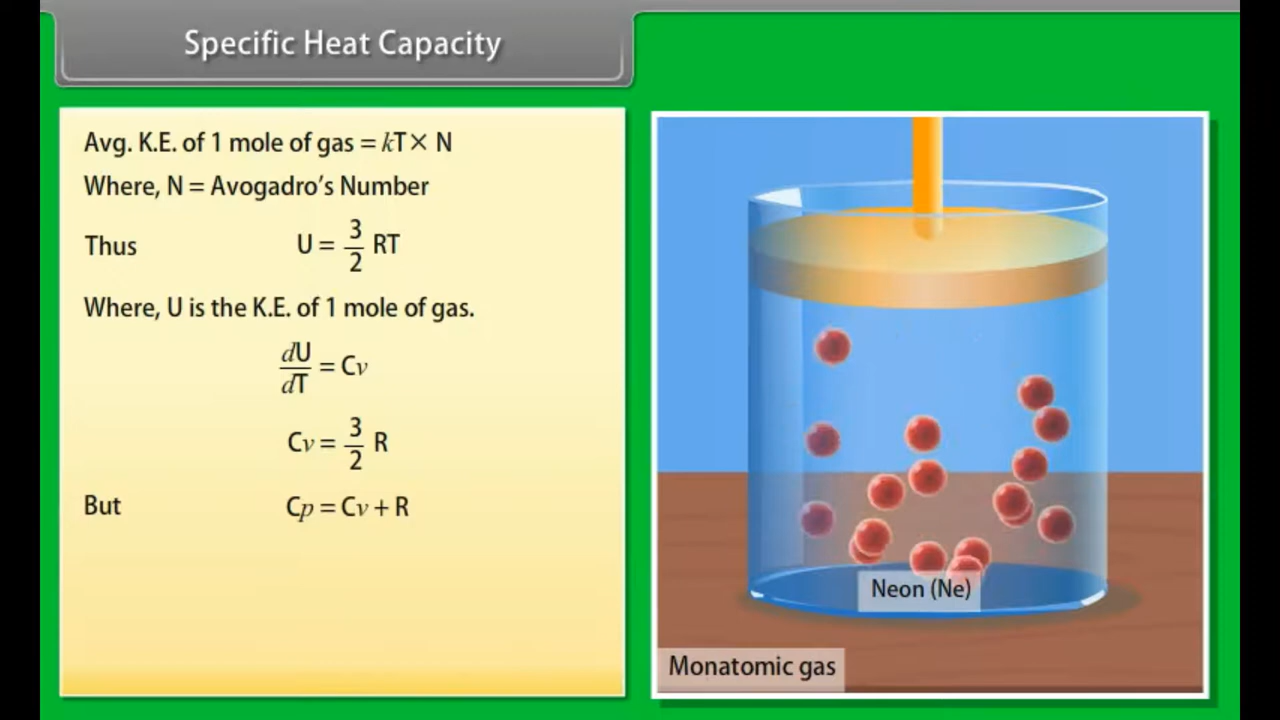 Specific Heat Capacity
Avg. K.E. of 1 mole of gas = kT × N
Where, N = Avogadro's Number
Thus U = 3/2 RT
Where, U is the K.E. of 1 mole of gas.
dU/dT = Cv
Cv = 3/2 R
But Cp = Cv + R
Neon (Ne)
Monatomic gas